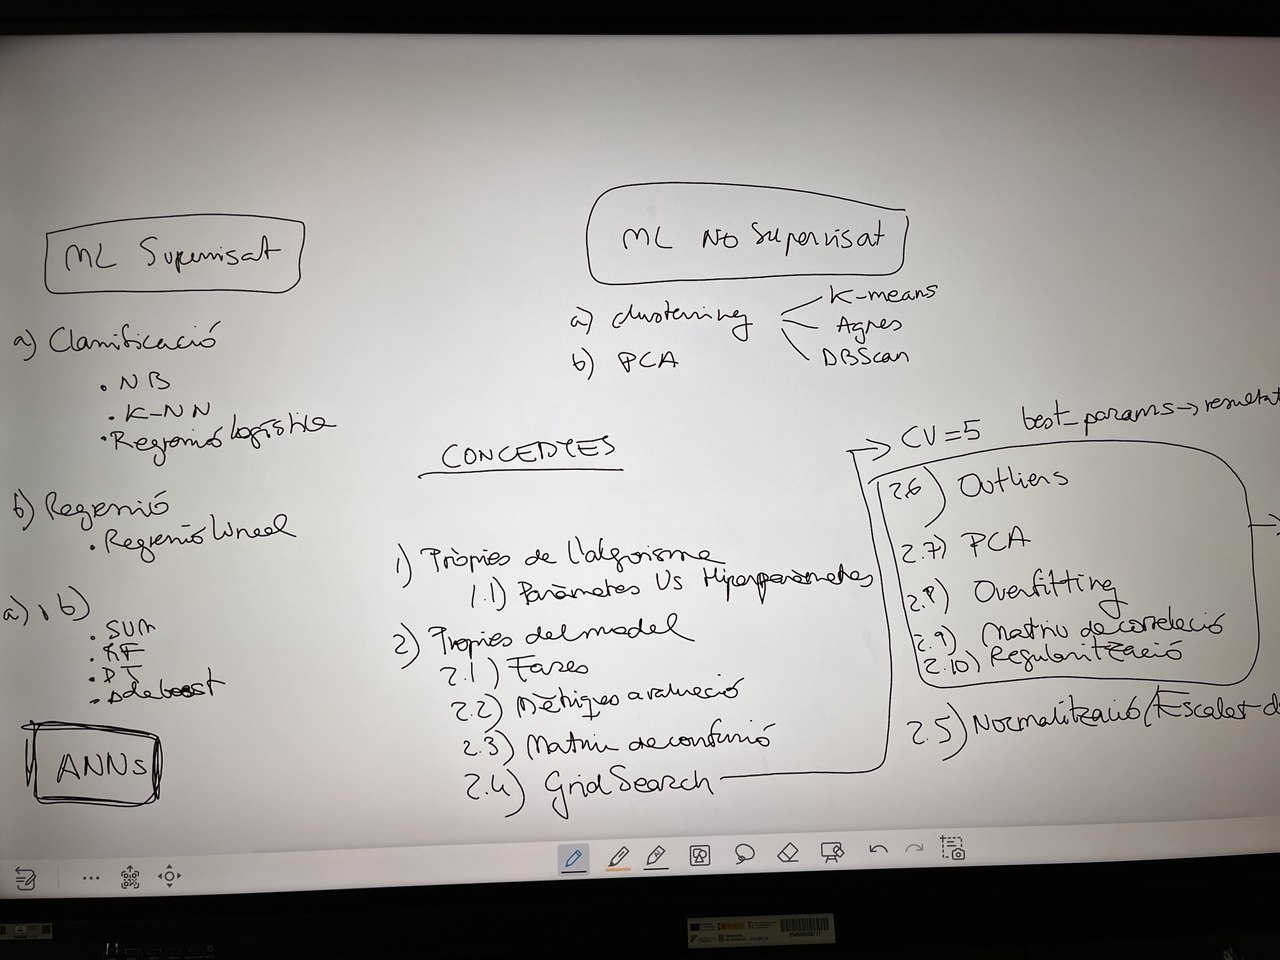 ML Supervisat
a) Classificació
• NB
• K-NN
• Regressió logística
b) Regressió
• Regressió Lineal
a), b)
• SVM
• RF
• DT
• Adaboost
ANNs
ML No Supervisat
a) clustering
K-means
Agnes
DBScan
b) PCA
CONCEPTES
1) Pròpies de l'algorisme
1.1) Paràmetres Vs Hiperparàmetres
2) Propies del model
2.1) Fases
2.2) Mètriques avaluació
2.3) Matriu de confusió
2.4) Grid Search
CV=5 best_params → resultat
2.6) Outliers
2.7) PCA
2.8) Overfitting
2.9) Matriu de correlació
2.10) Regularització
2.5) Normalització/Escalat d